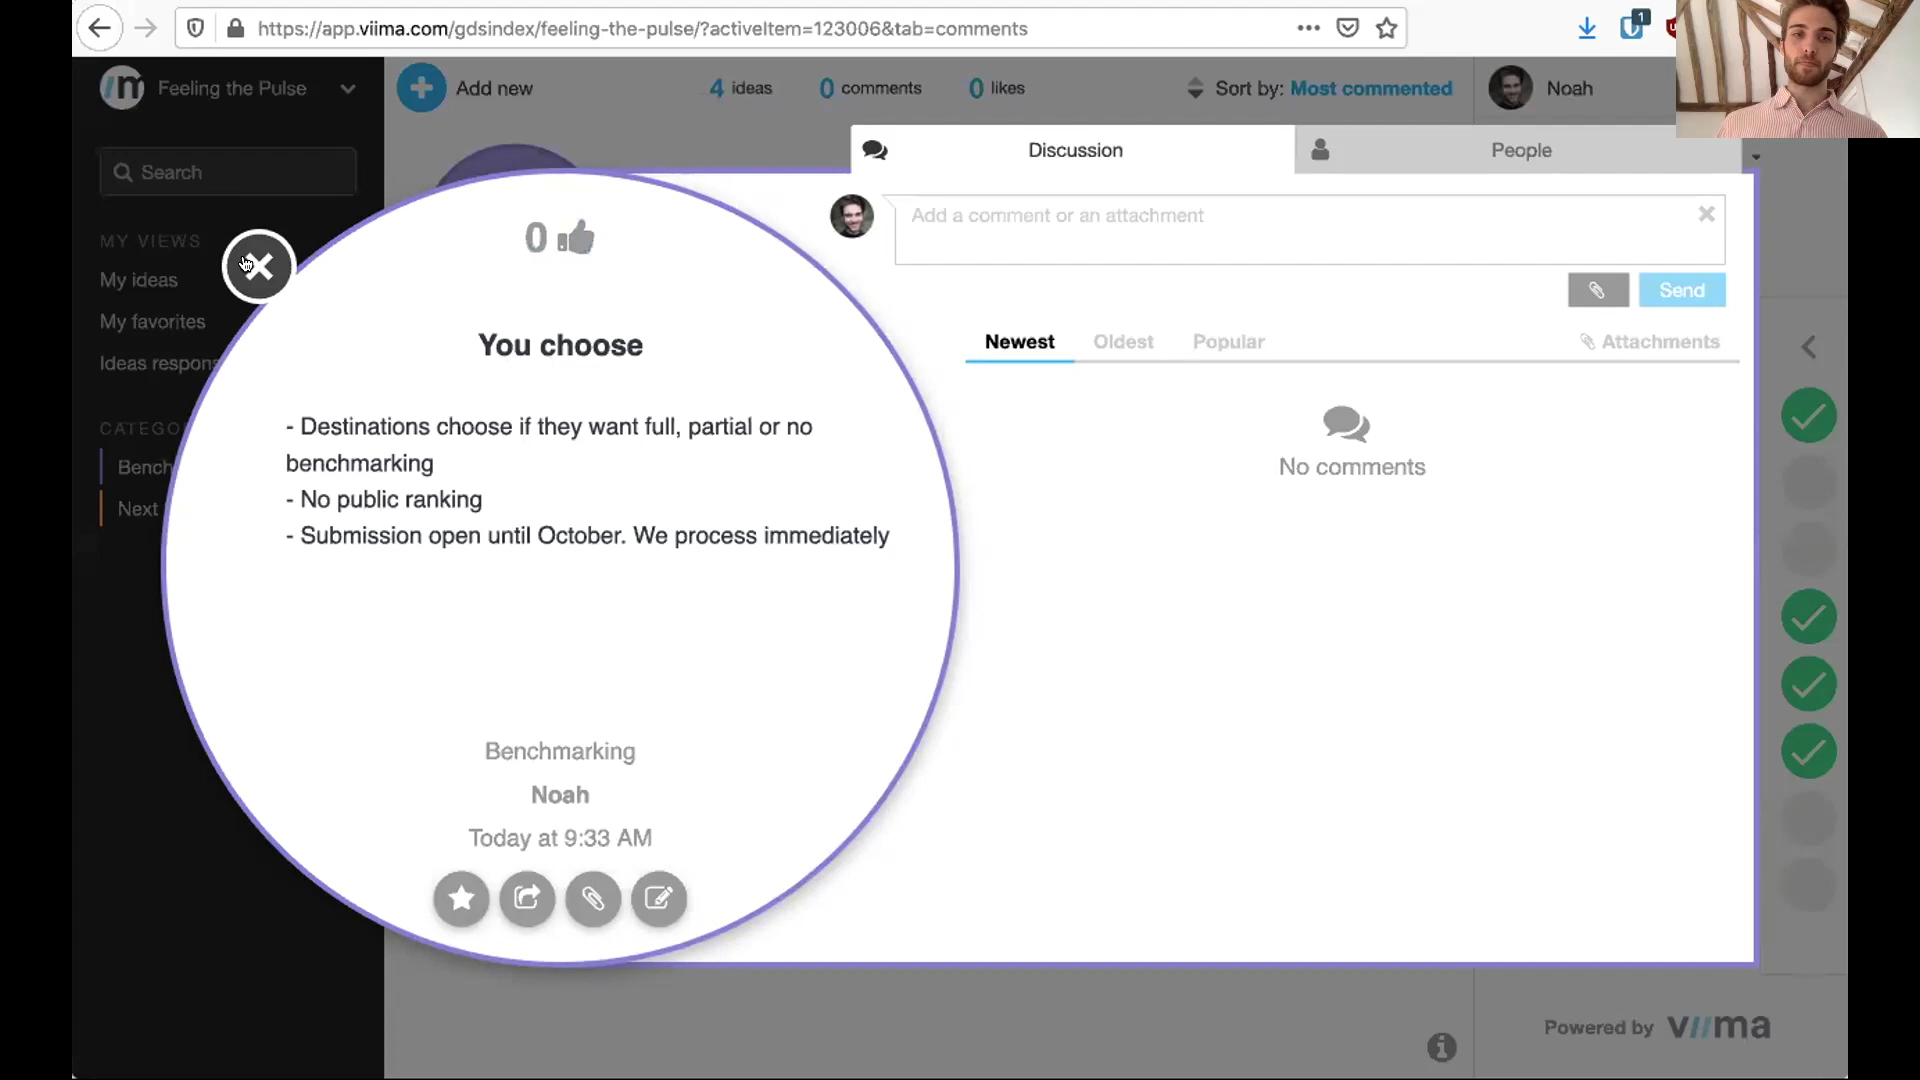 https://app.viima.com/gdsindex/feeling-the-pulse/?activeItem=123006&tab=comments
1
Feeling the Pulse
Add new
4 ideas
0 comments
0 likes
Sort by: Most commented
Noah
Search
MY VIEWS
My ideas
My favorites
Ideas respon
CATEGO
Bench
Next
0
You choose
- Destinations choose if they want full, partial or no
benchmarking
- No public ranking
- Submission open until October. We process immediately
Benchmarking
Noah
Today at 9:33 AM
Discussion
People
Add a comment or an attachment
Send
Newest
Oldest
Popular
Attachments
No comments
Powered by viima